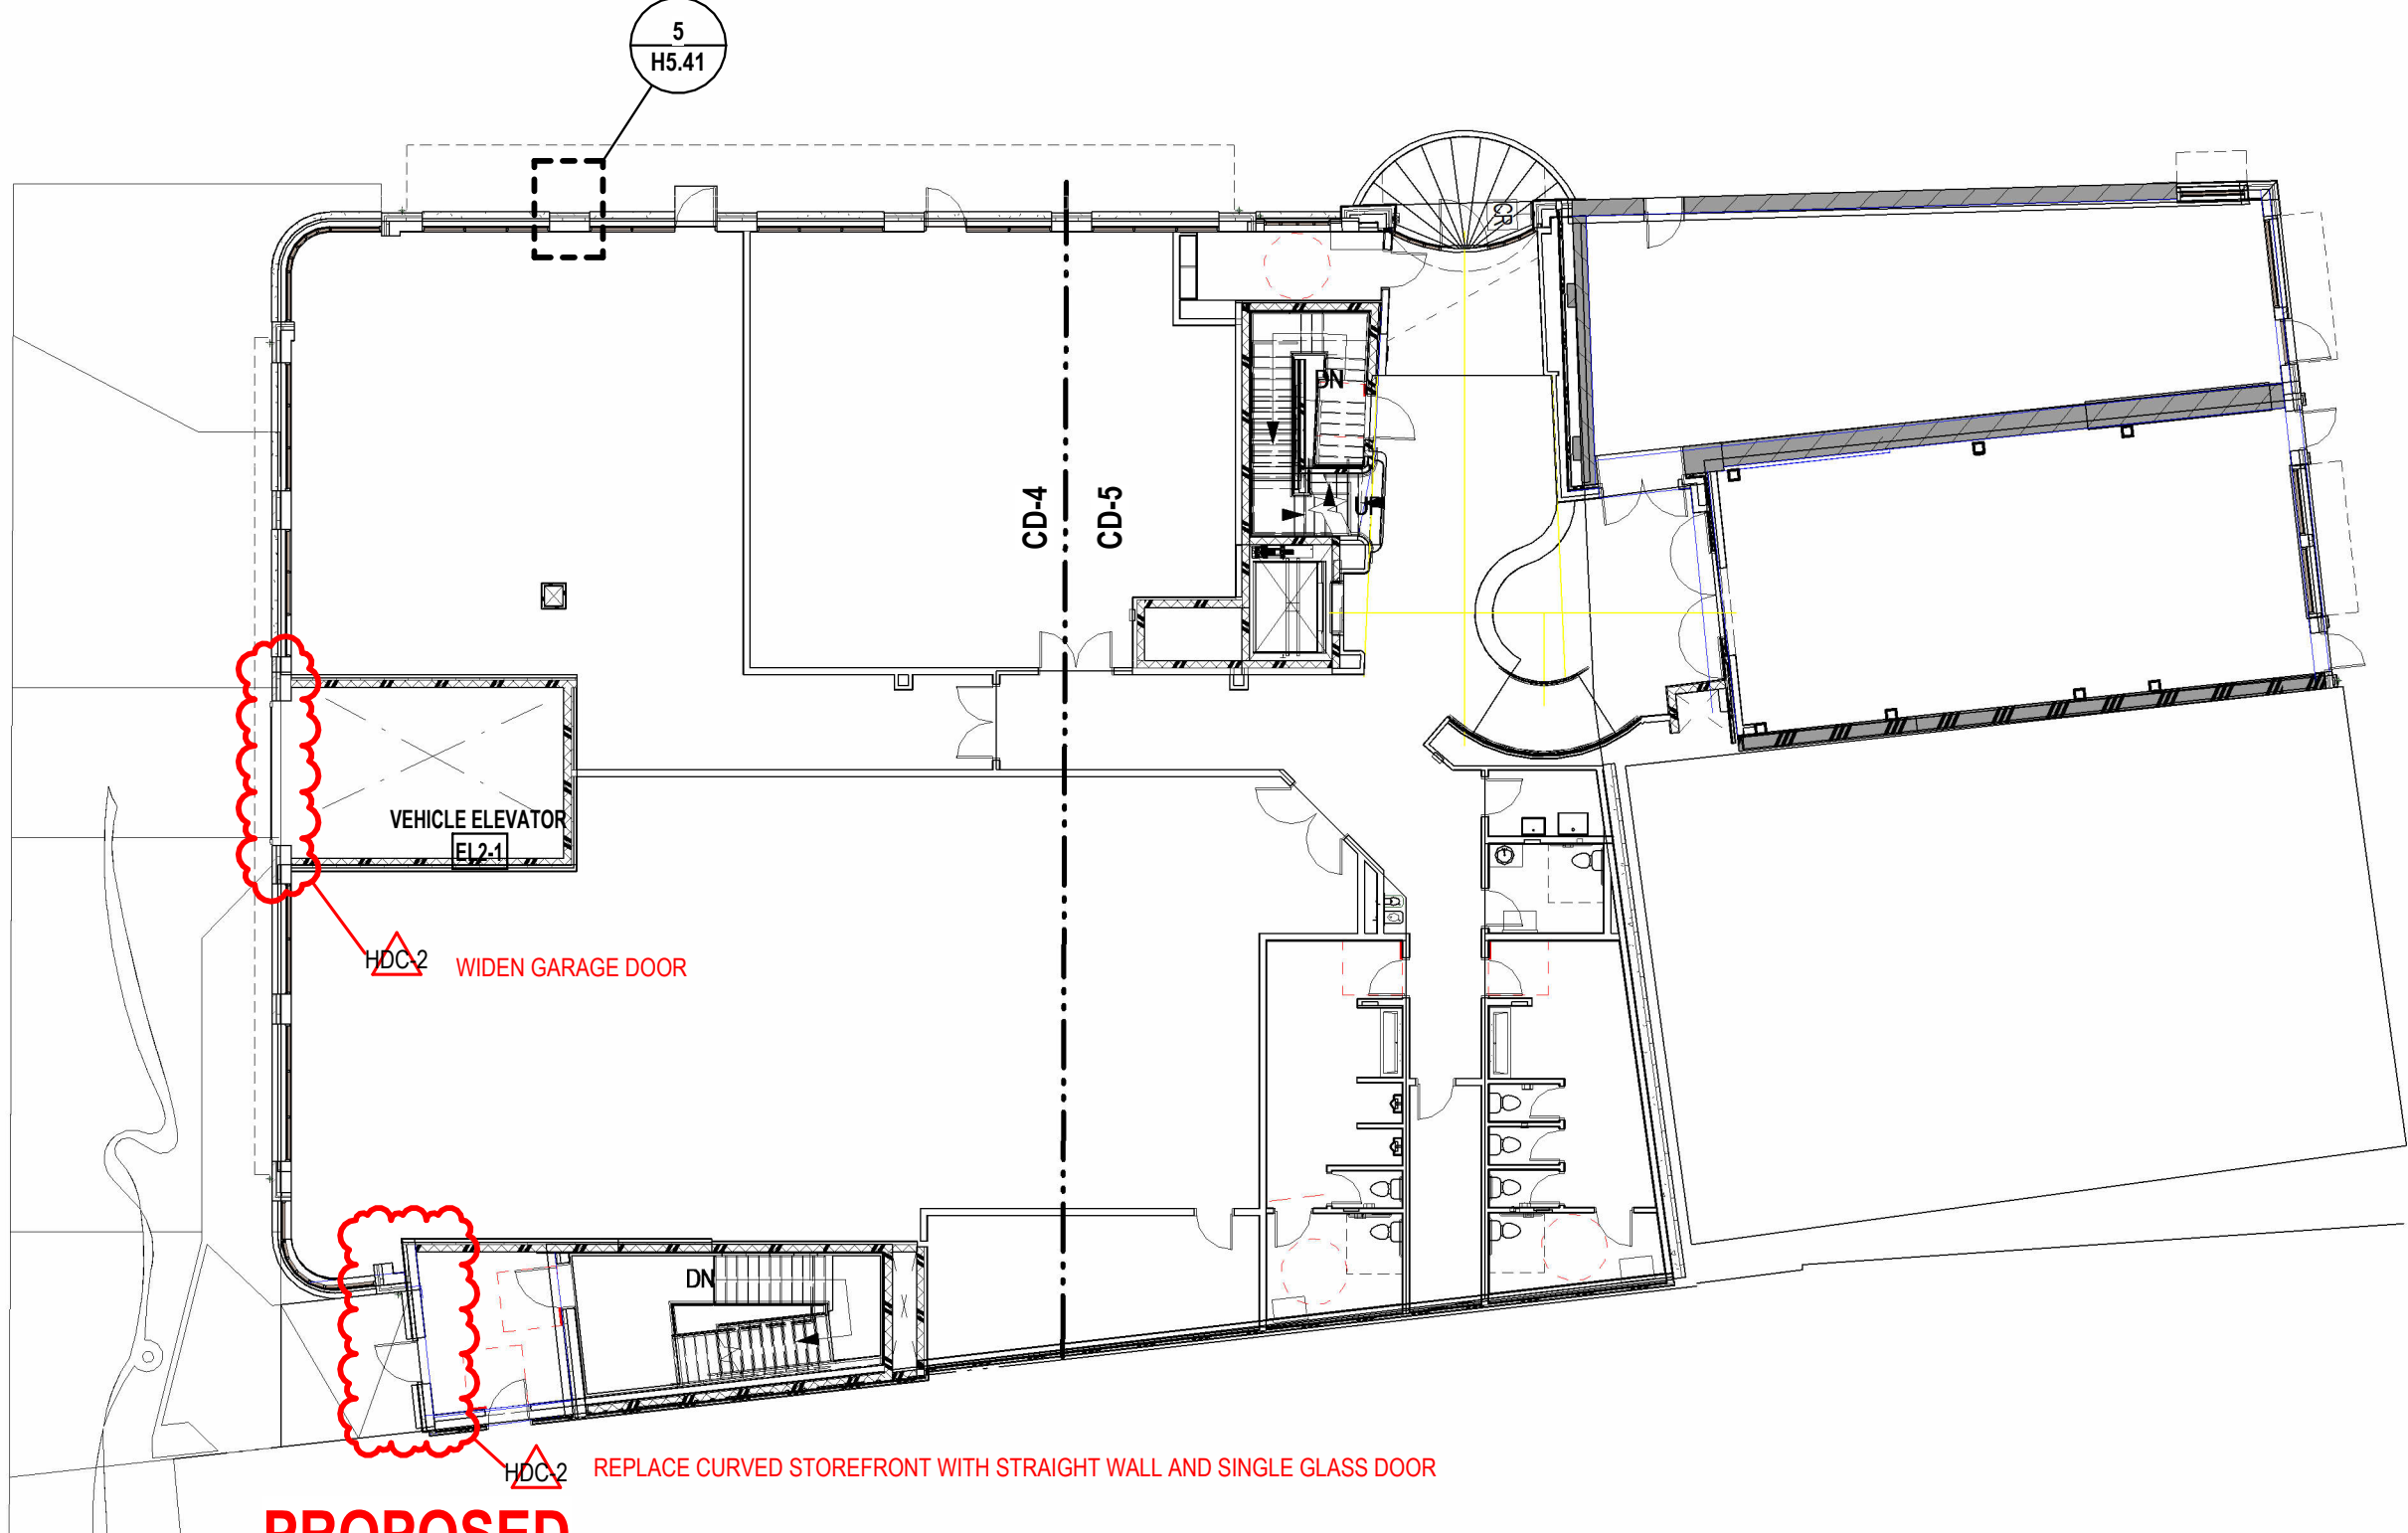 5
H5.41
GR
DN
CD-4
CD-5
VEHICLE ELEVATOR
EL2-1
HDC-2
WIDEN GARAGE DOOR
DN
HDC-2
REPLACE CURVED STOREFRONT WITH STRAIGHT WALL AND SINGLE GLASS DOOR
PROPOSED